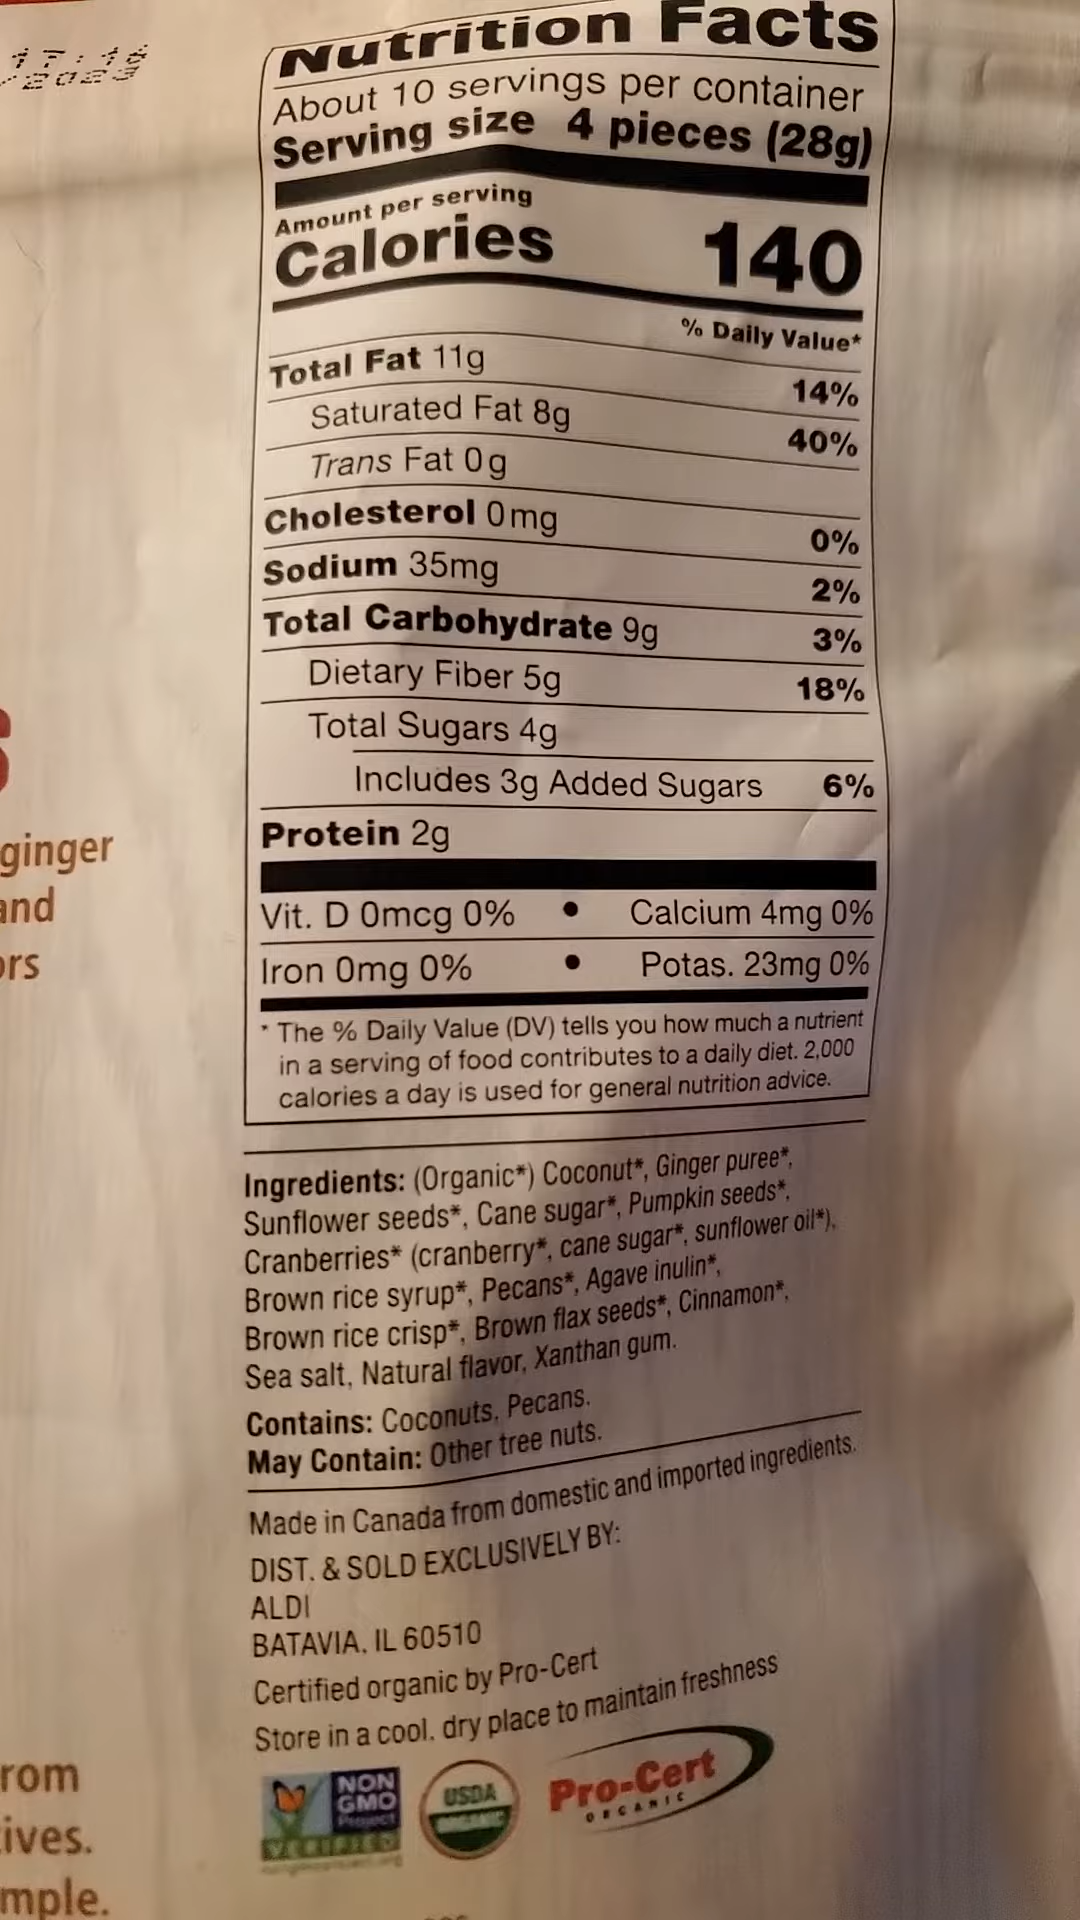 17:18
2023
Nutrition Facts
About 10 servings per container
Serving size 4 pieces (28g)
Amount per serving
Calories 140
% Daily Value*
Total Fat 11g 14%
Saturated Fat 8g 40%
Trans Fat 0g
Cholesterol 0mg 0%
Sodium 35mg 2%
Total Carbohydrate 9g 3%
Dietary Fiber 5g 18%
Total Sugars 4g
Includes 3g Added Sugars 6%
Protein 2g
Vit. D 0mcg 0% • Calcium 4mg 0%
Iron 0mg 0% • Potas. 23mg 0%
* The % Daily Value (DV) tells you how much a nutrient
in a serving of food contributes to a daily diet. 2,000
calories a day is used for general nutrition advice.
Ingredients: (Organic*) Coconut*, Ginger puree*,
Sunflower seeds*, Cane sugar*, Pumpkin seeds*,
Cranberries* (cranberry*, cane sugar*, sunflower oil*),
Brown rice syrup*, Pecans*, Agave inulin*,
Brown rice crisp*, Brown flax seeds*, Cinnamon*,
Sea salt, Natural flavor, Xanthan gum.
Contains: Coconuts, Pecans.
May Contain: Other tree nuts.
Made in Canada from domestic and imported ingredients.
DIST. & SOLD EXCLUSIVELY BY:
ALDI
BATAVIA, IL 60510
Certified organic by Pro-Cert
Store in a cool, dry place to maintain freshness
NON
GMO
Project
VERIFIED
USDA
ORGANIC
Pro-Cert
ORGANIC
S
ginger
and
ors
rom
ives.
mple.